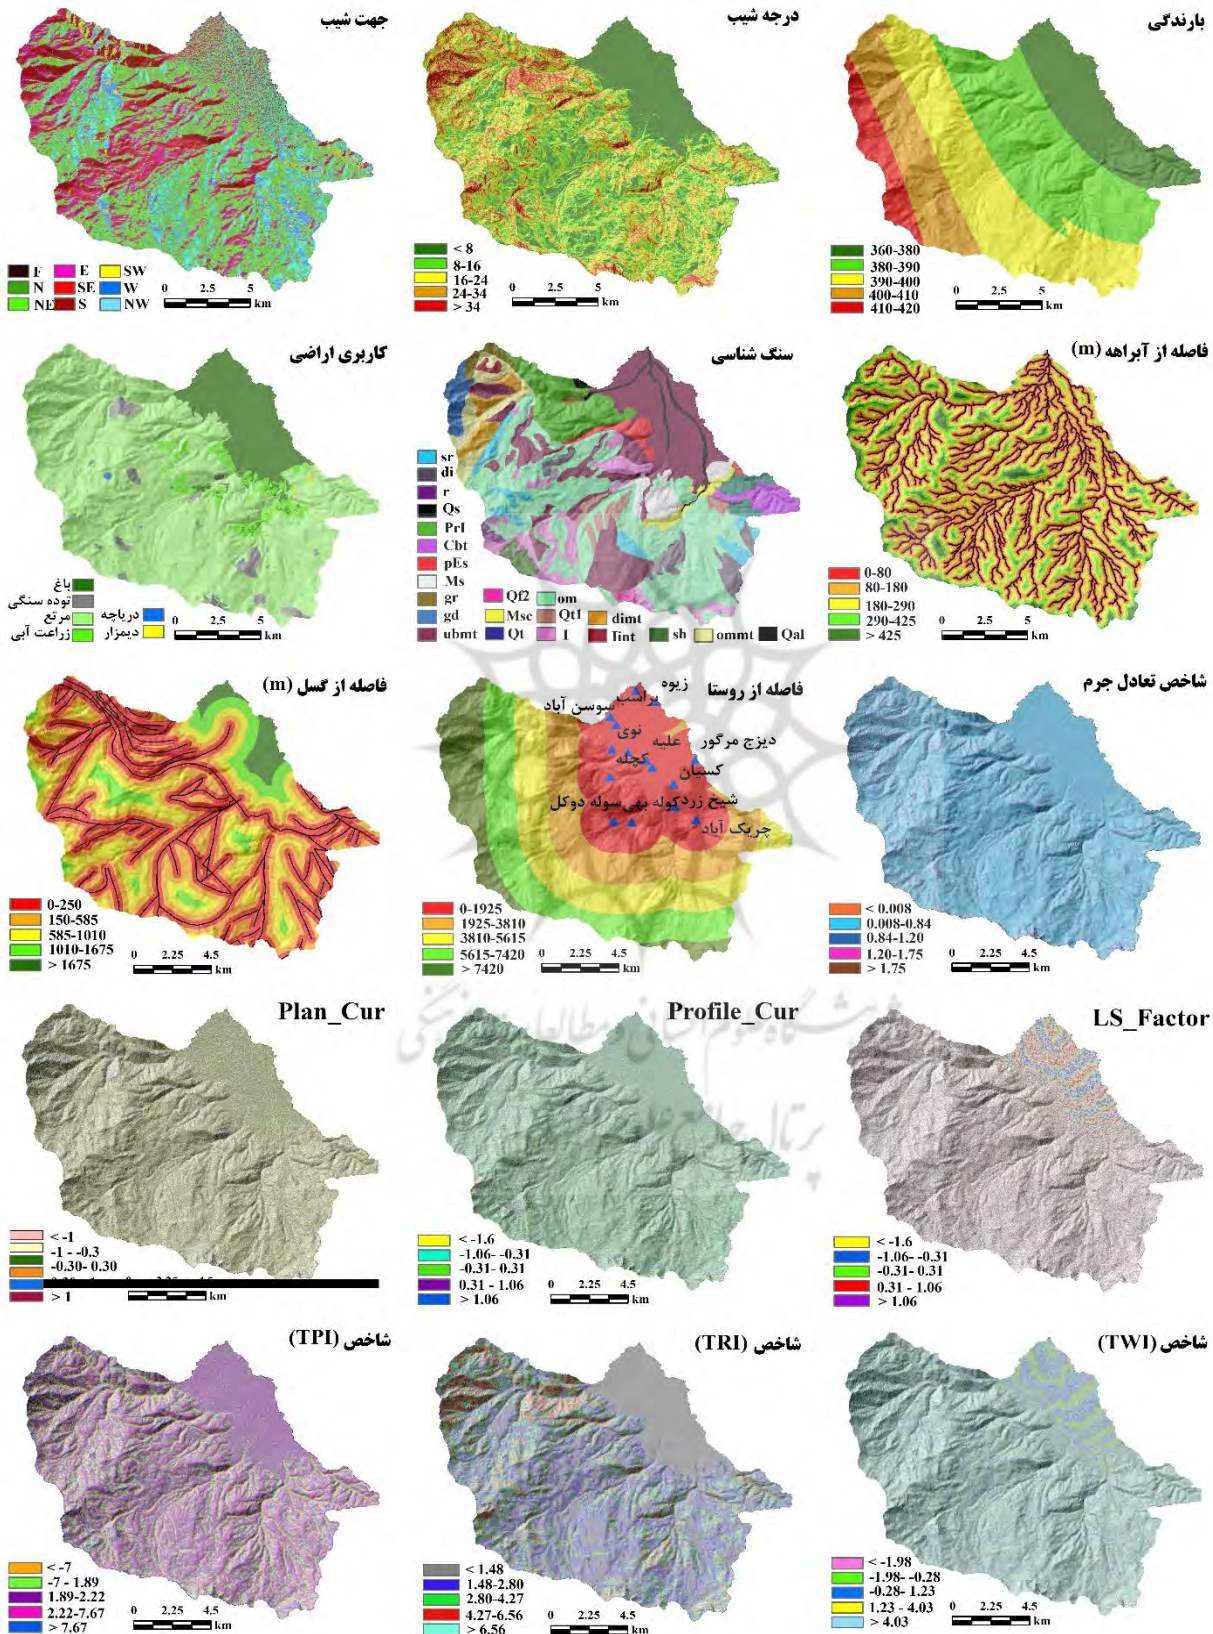 جهت شیب
F
N
NE
E
SE
S
SW
W
NW
0 2.5 5
km
درجه شیب
< 8
8-16
16-24
24-34
> 34
0 2.5 5
km
بارندگی
360-380
380-390
390-400
400-410
410-420
0 2.5 5
km
کاربری اراضی
باغ
توده سنگی
مرتع
زراعت آبی
دریاچه
دیمزار
0 2.5 5
km
سنگ شناسی
sr
di
r
Qs
PrI
Cbt
pEs
Ms
gr
gd
ubmt
Qf2
Msc
Qt
om
Qt1
I
dimt
Iint
sh
ommt
Qal
0 2.5 5
km
فاصله از آبراهه (m)
0-80
80-180
180-290
290-425
> 425
0 2.5 5
km
فاصله از گسل (m)
0-250
150-585
585-1010
1010-1675
> 1675
0 2.25 4.5
km
فاصله از روستا
زیوه
براسب
سوسن آباد
نوی
علیه
دیزج مرگور
کچله
کسیان
شیخ زرد
کوله بهی
سوله دوکل
چریک آباد
0-1925
1925-3810
3810-5615
5615-7420
> 7420
0 2.25 4.5
km
شاخص تعادل جرم
< 0.008
0.008-0.84
0.84-1.20
1.20-1.75
> 1.75
0 2.25 4.5
km
Plan_Cur
< -1
-1 - -0.3
-0.30- 0.30
> 1
km
Profile_Cur
< -1.6
-1.06- -0.31
-0.31- 0.31
0.31 - 1.06
> 1.06
0 2.25 4.5
km
LS_Factor
< -1.6
-1.06- -0.31
-0.31- 0.31
0.31 - 1.06
> 1.06
0 2.25 4.5
km
شاخص (TPI)
< -7
-7 - 1.89
1.89-2.22
2.22-7.67
> 7.67
0 2.25 4.5
km
شاخص (TRI)
< 1.48
1.48-2.80
2.80-4.27
4.27-6.56
> 6.56
0 2.25 4.5
km
شاخص (TWI)
< -1.98
-1.98- -0.28
-0.28- 1.23
1.23 - 4.03
> 4.03
0 2.25 4.5
km